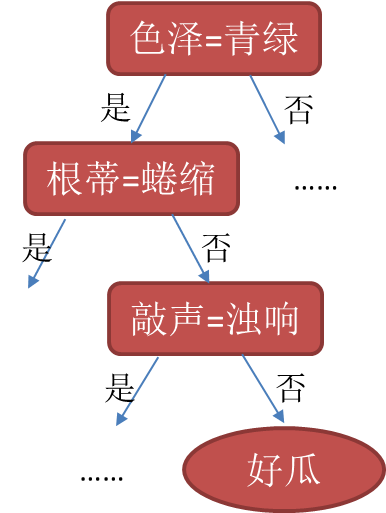 色泽=青绿
是
否
根蒂=蜷缩
……
是
否
敲声=浊响
是
否
……
好瓜